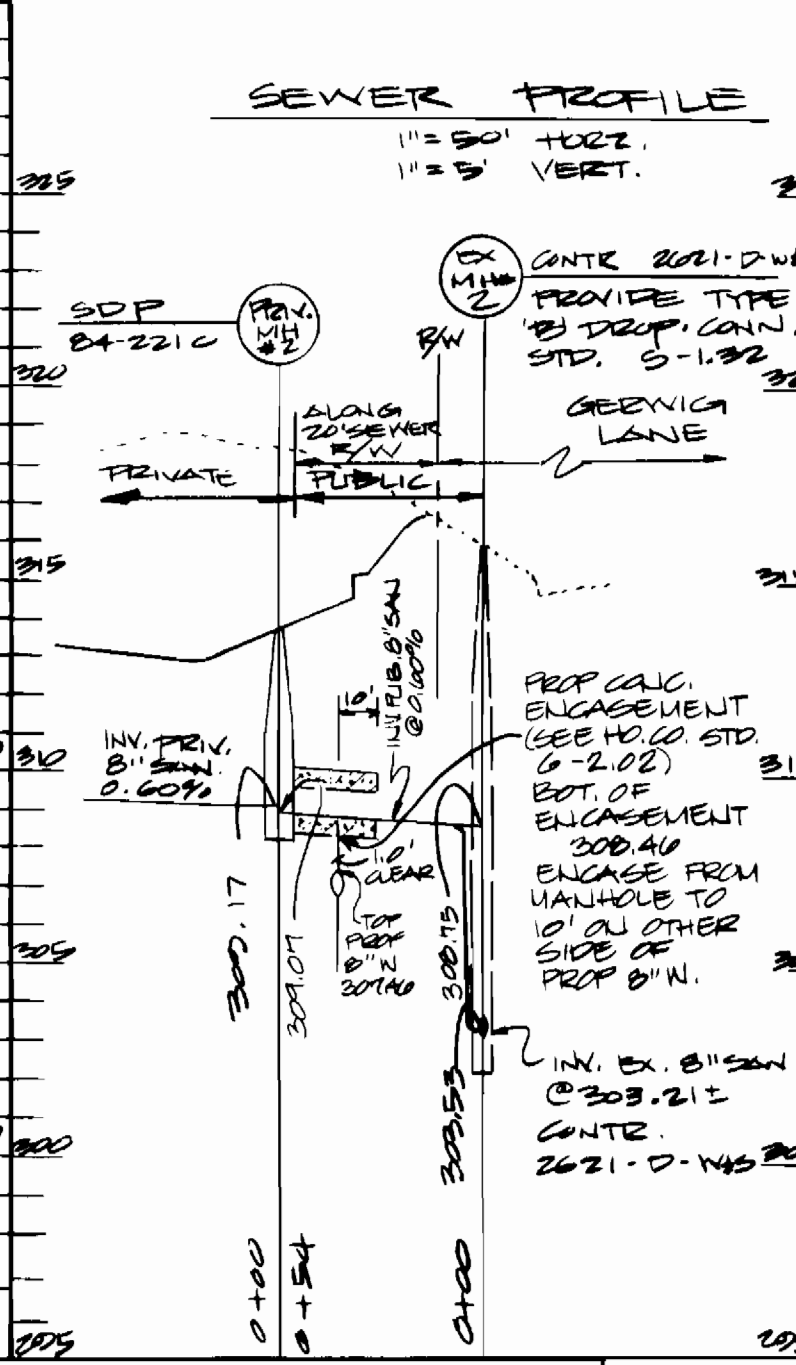 SEWER PROFILE
1" = 50' HORZ.
1" = 5' VERT.
325
EX
MH#
2
CONTR 2621-D-W&
PROVIDE TYPE
'B' DROP. CONN.
STD. S-1.32
SDP
84-221 C
PRIV.
MH
#2
R/W
320
ALONG
20' SEWER
R/W
GERWIG
LANE
PRIVATE
PUBLIC
315
INV. PUB. 8" SAN
@ 0.60%
10'
PROP CONC.
ENCASEMENT
(SEE HO. CO. STD.
G-2.02)
BOT. OF
ENCASEMENT
308.46
ENCASE FROM
MANHOLE TO
10' ON OTHER
SIDE OF
PROP 8" W.
310
INV. PRIV.
8" SAN.
0.60%
1.0'
CLEAR
TOP
PROP
8" W
307.46
309.17
309.07
308.75
305
303.53
INV. EX. 8" SAN
@ 303.21±
CONTR.
2621-D-W&S
300
0+00
0+54
0+00
295